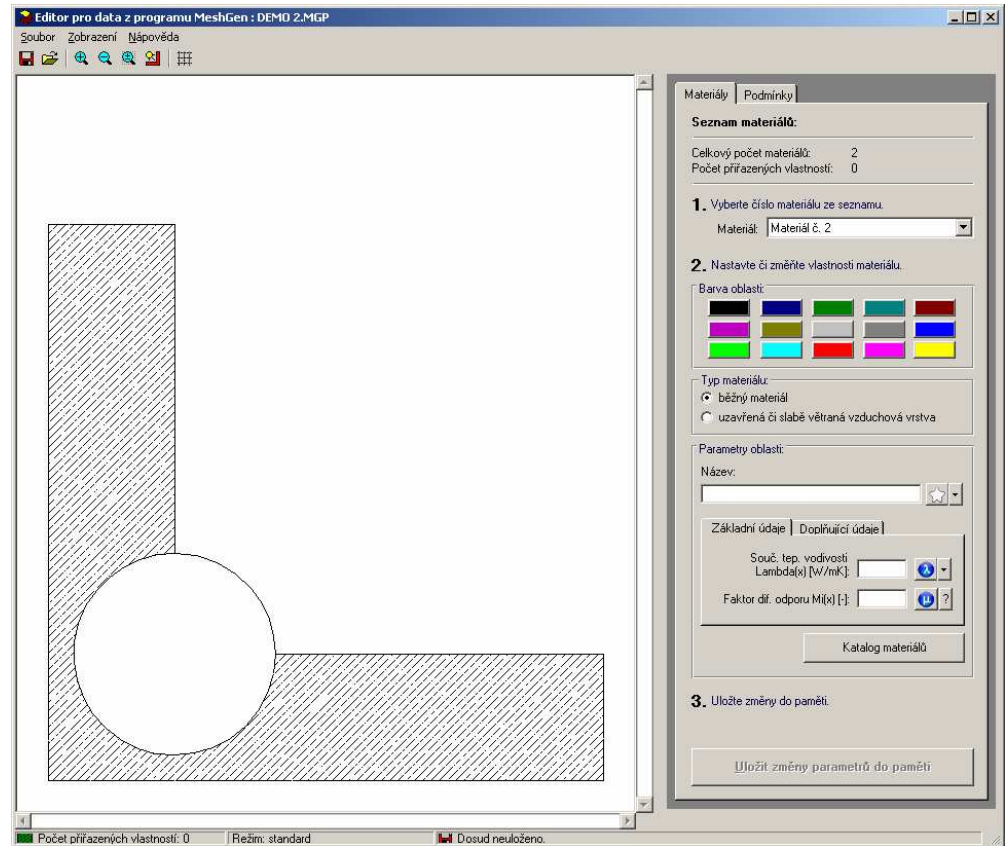 Editor pro data z programu MeshGen : DEMO 2.MGP
Soubor Zobrazení Nápověda
Materiály Podmínky
Seznam materiálů:
Celkový počet materiálů: 2
Počet přiřazených vlastností: 0
1. Vyberte číslo materiálu ze seznamu.
Materiál: Materiál č. 2
2. Nastavte či změňte vlastnosti materiálu.
Barva oblasti:
Typ materiálu:
běžný materiál
uzavřená či slabě větraná vzduchová vrstva
Parametry oblasti:
Název:
Základní údaje Doplňující údaje
Souč. tep. vodivosti
Lambda(x) [W/mK]: λ
Faktor dif. odporu Mi(x) [-]: μ ?
Katalog materiálů
3. Uložte změny do paměti.
Uložit změny parametrů do paměti
Počet přiřazených vlastností: 0 Režim: standard Dosud neuloženo.